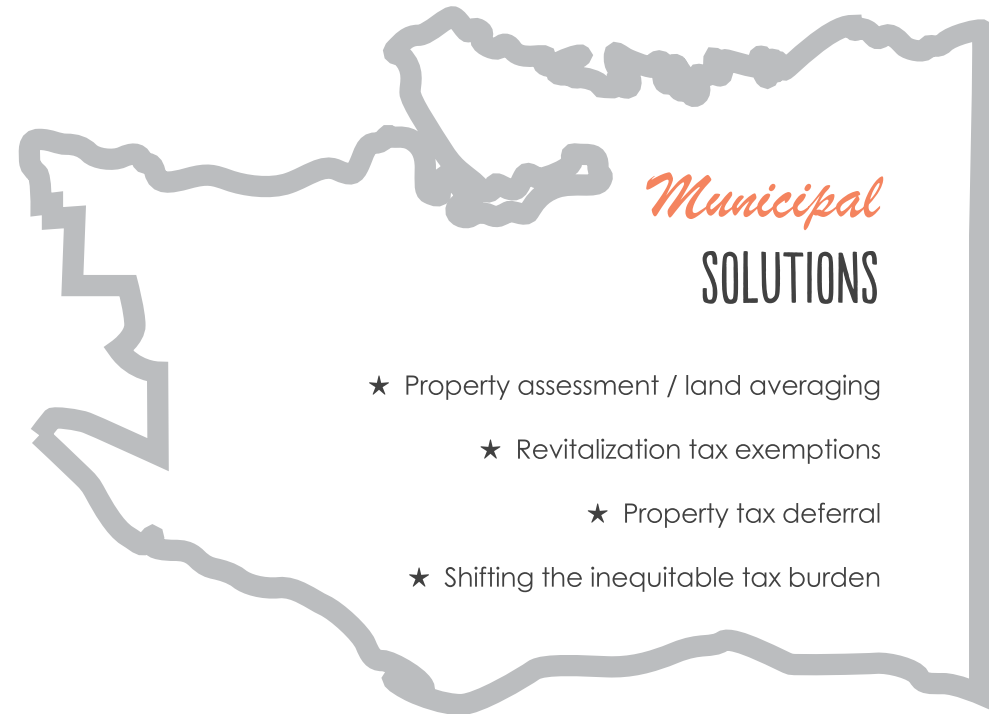 Municipal
SOLUTIONS
★ Property assessment / land averaging
★ Revitalization tax exemptions
★ Property tax deferral
★ Shifting the inequitable tax burden